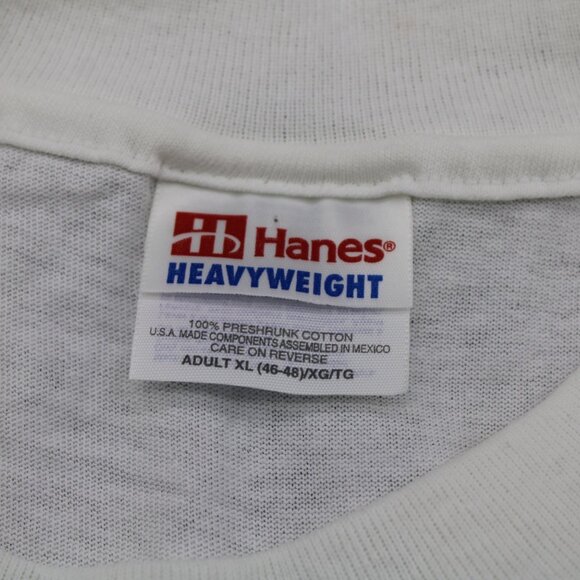 Hanes®
HEAVYWEIGHT
100% PRESHRUNK COTTON
U.S.A. MADE COMPONENTS ASSEMBLED IN MEXICO
CARE ON REVERSE
ADULT XL (46-48)/XG/TG